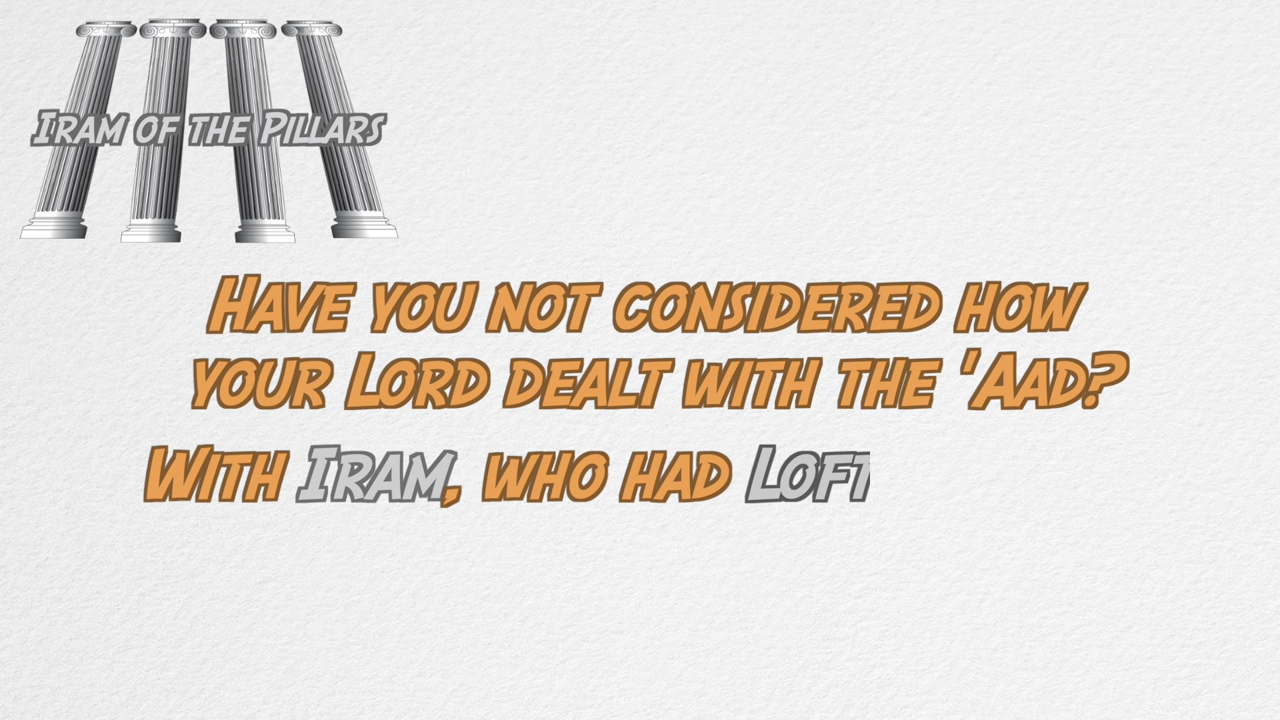 Iram of the Pillars
Have you not considered how
your Lord dealt with the 'Aad?
With Iram, who had